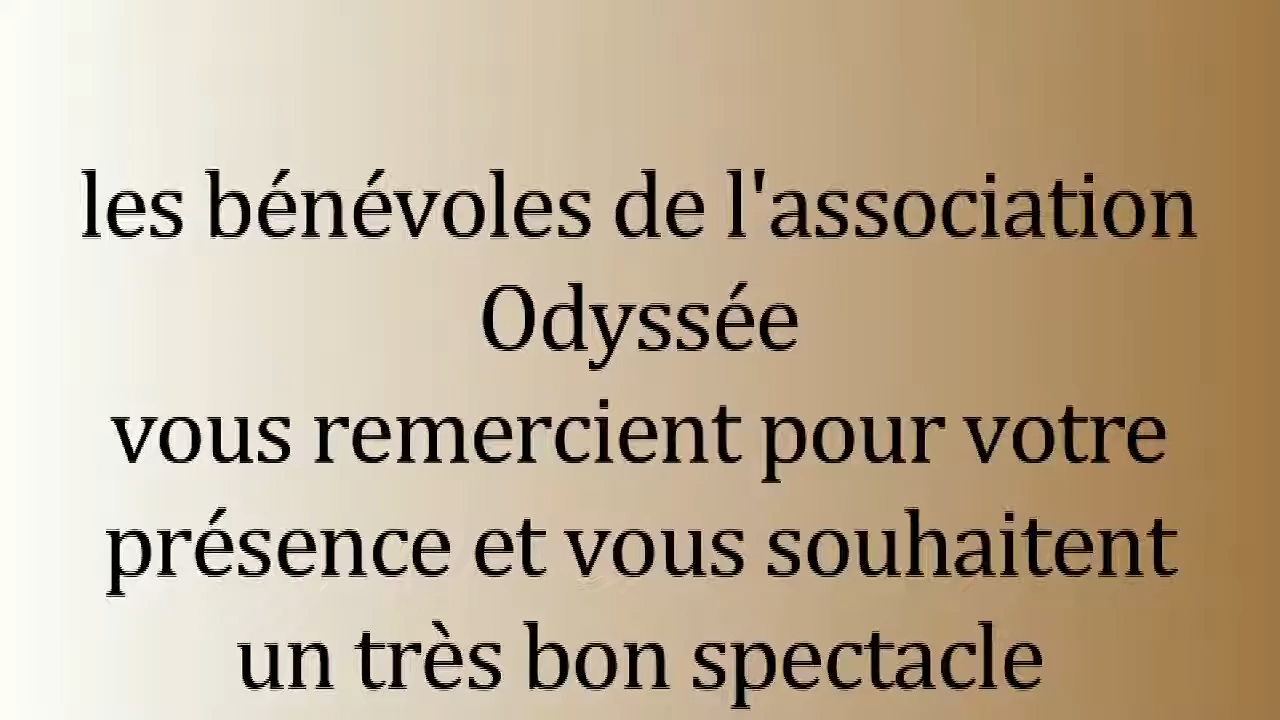 les bénévoles de l'association
Odyssée
vous remercient pour votre
présence et vous souhaitent
un très bon spectacle